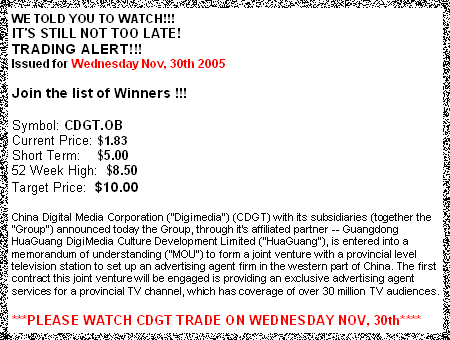 WE TOLD YOU TO WATCH!!!
IT'S STILL NOT TOO LATE!
TRADING ALERT!!!
Issued for Wednesday Nov, 30th 2005
Join the list of Winners !!!
Symbol: CDGT.OB
Current Price: $1.83
Short Term: $5.00
52 Week High: $8.50
Target Price: $10.00
China Digital Media Corporation ("Digimedia") (CDGT) with its subsidiaries (together the
"Group") announced today the Group, through it's affiliated partner -- Guangdong
HuaGuang DigiMedia Culture Development Limited ("HuaGuang"), is entered into a
memorandum of understanding ("MOU") to form a joint venture with a provincial level
television station to set up an advertising agent firm in the western part of China. The first
contract this joint venture will be engaged is providing an exclusive advertising agent
services for a provincial TV channel, which has coverage of over 30 million TV audiences.
***PLEASE WATCH CDGT TRADE ON WEDNESDAY NOV, 30th****